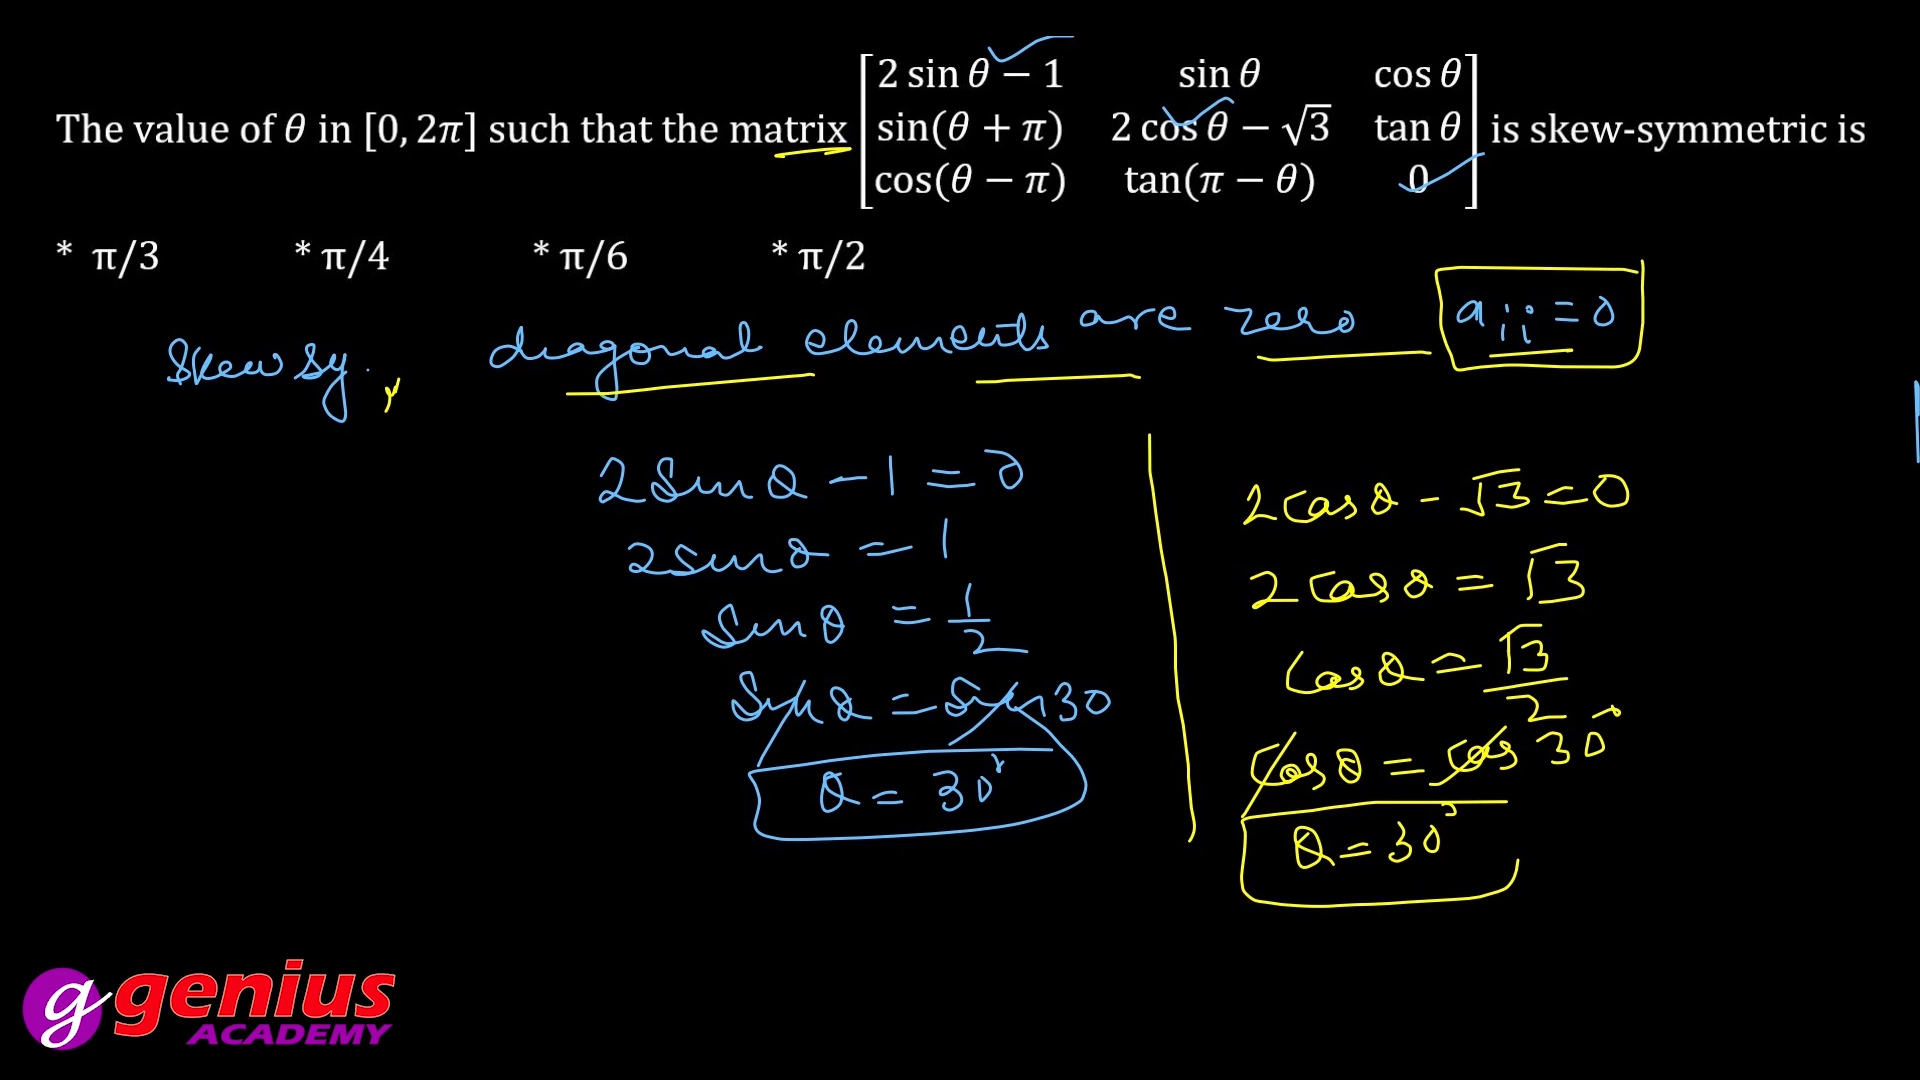 The value of θ in [0, 2π] such that the matrix [2 sin θ − 1 sin θ cos θ
sin(θ + π) 2 cos θ − √3 tan θ
cos(θ − π) tan(π − θ) 0] is skew-symmetric is
* π/3 * π/4 * π/6 * π/2
Skew sy. diagonal elements are zero aii = 0
2 sin θ − 1 = 0
2 sin θ = 1
sin θ = 1/2
sin θ = sin 30
θ = 30°
2 cos θ − √3 = 0
2 cos θ = √3
cos θ = √3/2
cos θ = cos 30°
θ = 30°
g genius
ACADEMY